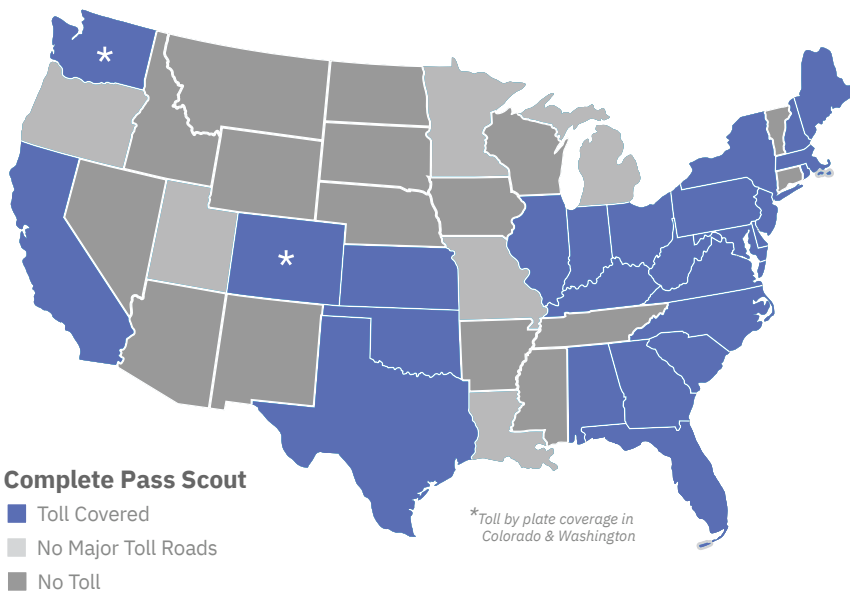 *
*
Complete Pass Scout
Toll Covered
No Major Toll Roads
No Toll
*Toll by plate coverage in
Colorado & Washington